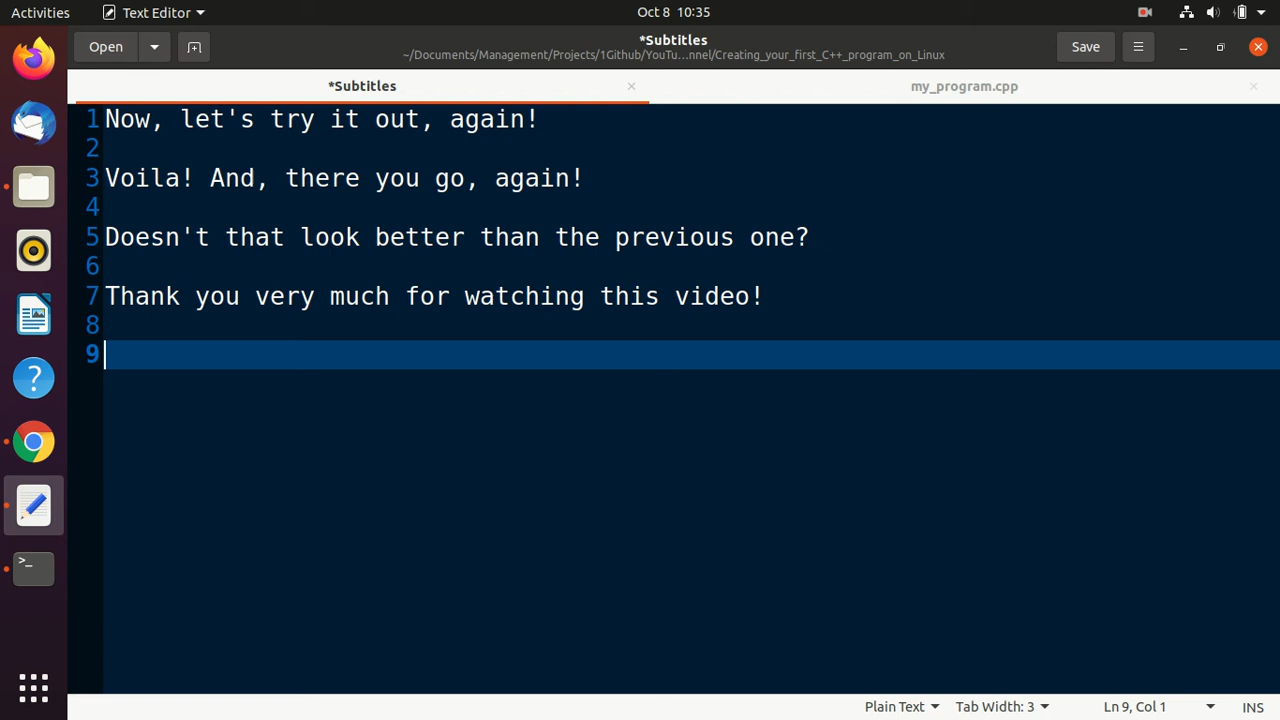 Activities Text Editor Oct 8 10:35
Open *Subtitles Save
~/Documents/Management/Projects/1Github/YouTu…nnel/Creating_your_first_C++_program_on_Linux
*Subtitles × my_program.cpp ×
1 Now, let's try it out, again!
2
3 Voila! And, there you go, again!
4
5 Doesn't that look better than the previous one?
6
7 Thank you very much for watching this video!
8
9
Plain Text Tab Width: 3 Ln 9, Col 1 INS